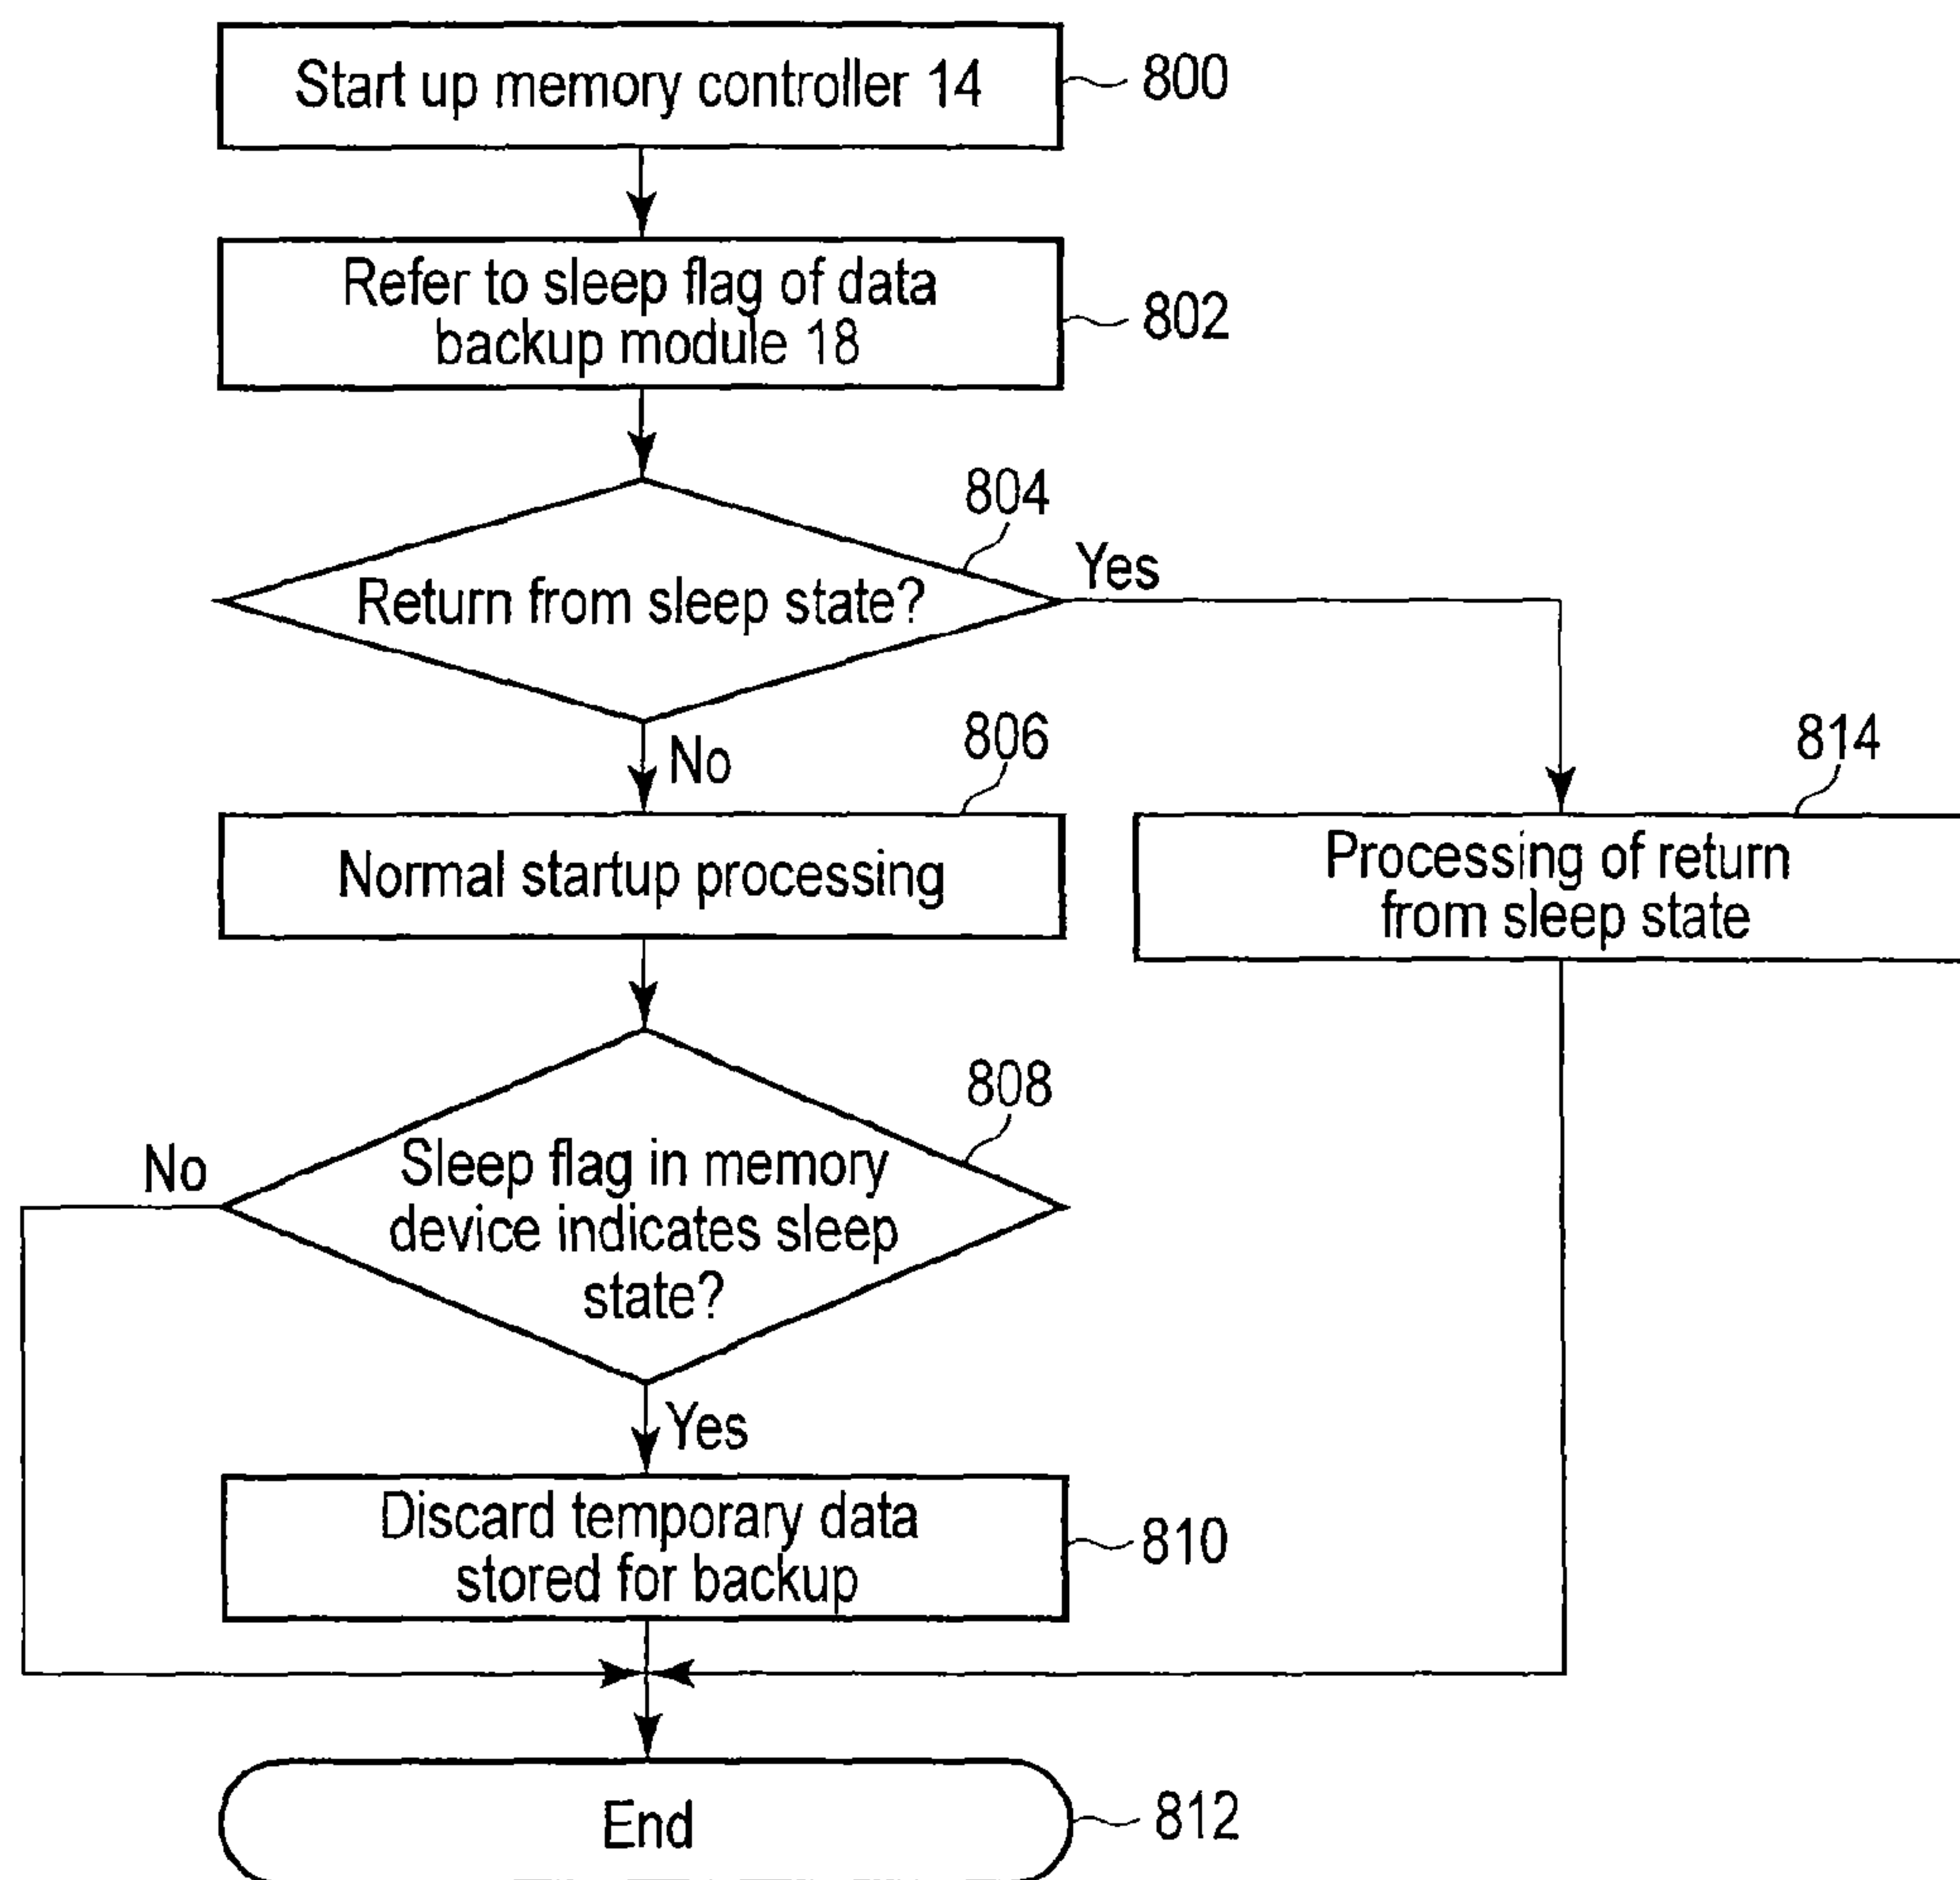 Start up memory controller 14
800
Refer to sleep flag of data
backup module 18
802
804
Return from sleep state?
Yes
No
806
Normal startup processing
814
Processing of return
from sleep state
808
No
Sleep flag in memory
device indicates sleep
state?
Yes
Discard temporary data
stored for backup
810
End
812